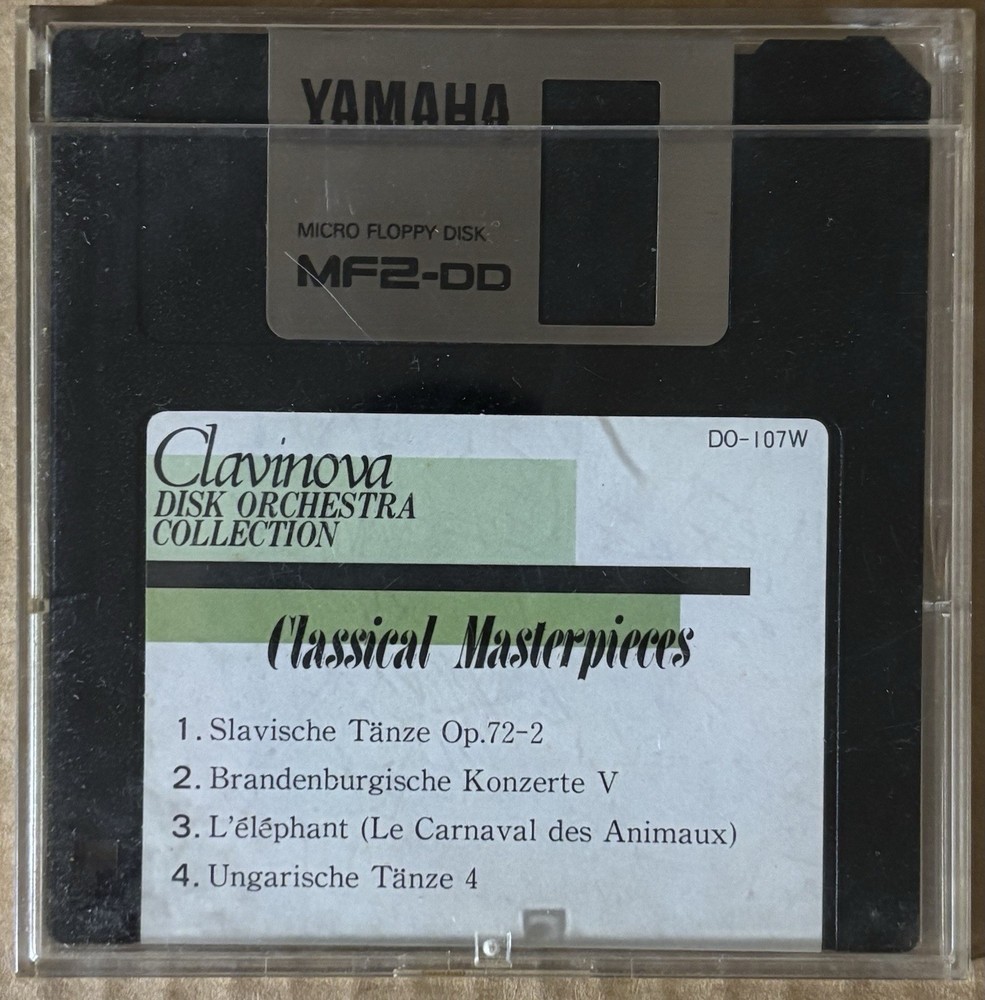 YAMAHA
MICRO FLOPPY DISK
MF2-DD
DO-107W
Clavinova
DISK ORCHESTRA
COLLECTION
Classical Masterpieces
1. Slavische Tänze Op.72-2
2. Brandenburgische Konzerte V
3. L'éléphant (Le Carnaval des Animaux)
4. Ungarische Tänze 4